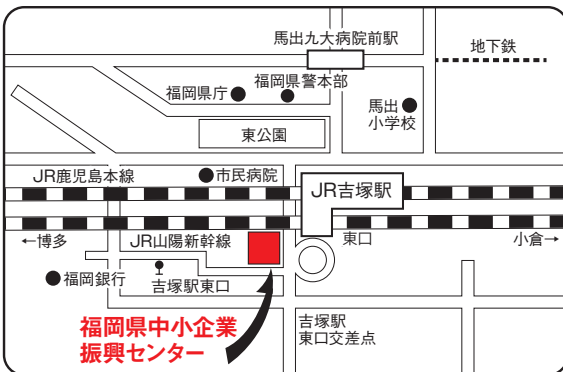 馬出九大病院前駅
地下鉄
福岡県庁
福岡県警本部
馬出
小学校
東公園
JR鹿児島本線
市民病院
JR吉塚駅
←博多
JR山陽新幹線
東口
小倉→
福岡銀行
吉塚駅東口
福岡県中小企業
振興センター
吉塚駅
東口交差点